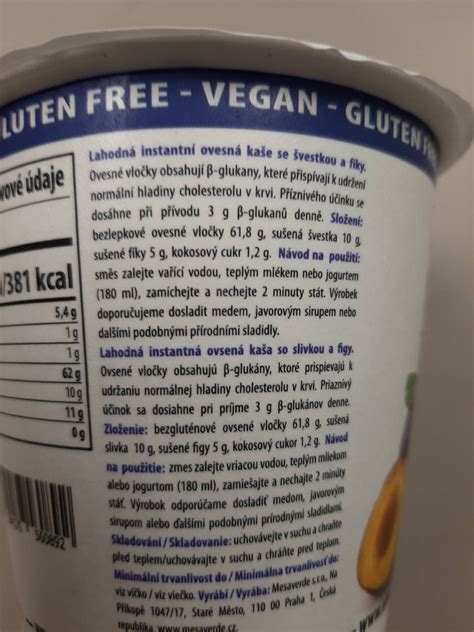 GLUTEN FREE - VEGAN - GLUTEN FR
vové údaje
/381 kcal
5,4 g
1 g
1 g
62 g
10 g
11 g
0 g
560892
Lahodná instantní ovesná kaše se švestkou a fíky.
Ovesné vločky obsahují β-glukany, které přispívají k udržení
normální hladiny cholesterolu v krvi. Příznivého účinku se
dosáhne při přívodu 3 g β-glukanů denně. Složení:
bezlepkové ovesné vločky 61,8 g, sušená švestka 10 g,
sušené fíky 5 g, kokosový cukr 1,2 g. Návod na použití:
směs zalejte vařící vodou, teplým mlékem nebo jogurtem
(180 ml), zamíchejte a nechejte 2 minuty stát. Výrobek
doporučujeme dosladit medem, javorovým sirupem nebo
dalšími podobnými přírodními sladidly.
Lahodná instantná ovsená kaša so slivkou a figy.
Ovsené vločky obsahujú β-glukány, ktoré prispievajú k
udržaniu normálnej hladiny cholesterolu v krvi. Priaznivý
účinok sa dosiahne pri príjme 3 g β-glukánov denne.
Zloženie: bezgluténové ovsené vločky 61,8 g, sušená
slivka 10 g, sušené figy 5 g, kokosový cukor 1,2 g. Návod
na použitie: zmes zalejte vriacou vodou, teplým mliekom
alebo jogurtom (180 ml), zamiešajte a nechajte 2 minúty
stáť. Výrobok odporúčame dosladiť medom, javorovým
sirupom alebo ďalšími podobnými prírodnými sladidlami.
Skladování / Skladovanie: uchovávejte v suchu a chraňte
před teplem/uchovávajte v suchu a chráňte pred teplom.
Minimální trvanlivost do / Minimálna trvanlivosť do:
viz víčko / viz viečko. Vyrábí / Výrába: Mesaverde s.r.o., Na
Příkopě 1047/17, Staré Město, 110 00 Praha 1, Česká
republika, www.mesaverde.cz.